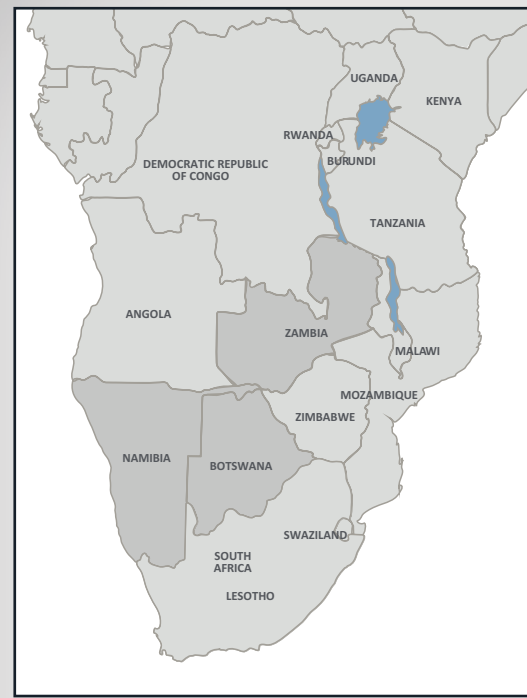 UGANDA
KENYA
RWANDA
BURUNDI
DEMOCRATIC REPUBLIC
OF CONGO
TANZANIA
ANGOLA
ZAMBIA
MALAWI
MOZAMBIQUE
ZIMBABWE
NAMIBIA
BOTSWANA
SWAZILAND
SOUTH
AFRICA
LESOTHO